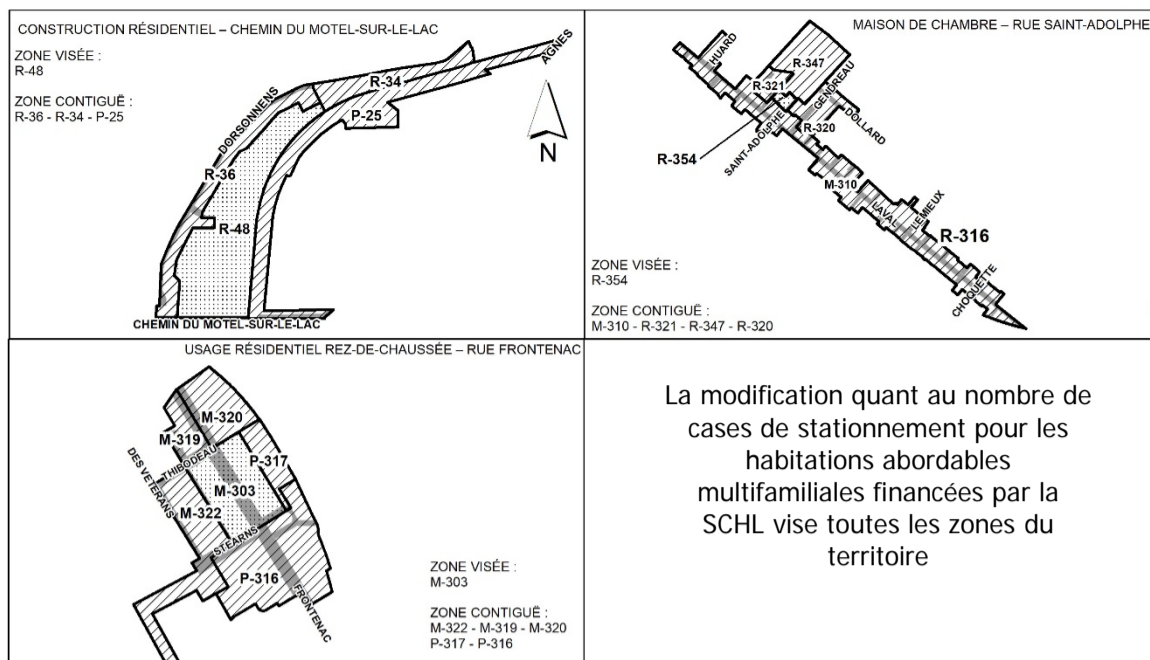 CONSTRUCTION RÉSIDENTIEL – CHEMIN DU MOTEL-SUR-LE-LAC
ZONE VISÉE :
R-48
ZONE CONTIGUË :
R-36 - R-34 - P-25
AGNES
R-34
P-25
DORSONNENS
N
R-36
R-48
CHEMIN DU MOTEL-SUR-LE-LAC
MAISON DE CHAMBRE – RUE SAINT-ADOLPHE
HUARD
R-347
R-321
GENDREAU
DOLLARD
SAINT-ADOLPHE
R-320
R-354
M-310
LAVAL
LEMIEUX
R-316
CHOQUETTE
ZONE VISÉE :
R-354
ZONE CONTIGUË :
M-310 - R-321 - R-347 - R-320
USAGE RÉSIDENTIEL REZ-DE-CHAUSSÉE – RUE FRONTENAC
M-320
M-319
THIBODEAU
P-317
DES VETERANS
M-303
M-322
STEARNS
P-316
FRONTENAC
ZONE VISÉE :
M-303
ZONE CONTIGUË :
M-322 - M-319 - M-320
P-317 - P-316
La modification quant au nombre de
cases de stationnement pour les
habitations abordables
multifamiliales financées par la
SCHL vise toutes les zones du
territoire